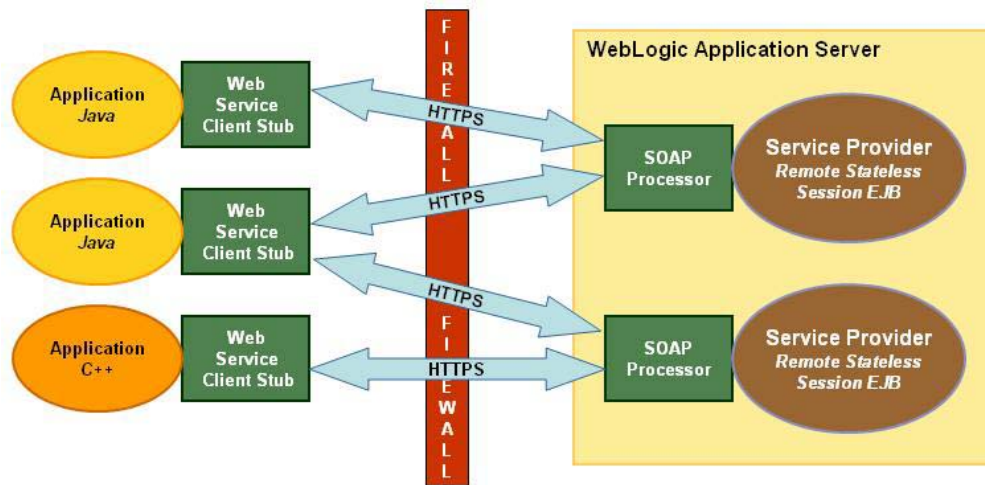 WebLogic Application Server
Application
Java
Web
Service
Client Stub
HTTPS
SOAP
Processor
Service Provider
Remote Stateless
Session EJB
Application
Java
Web
Service
Client Stub
HTTPS
HTTPS
Application
C++
Web
Service
Client Stub
HTTPS
SOAP
Processor
Service Provider
Remote Stateless
Session EJB
F
I
R
E
W
A
L
L
F
I
R
E
W
A
L
L